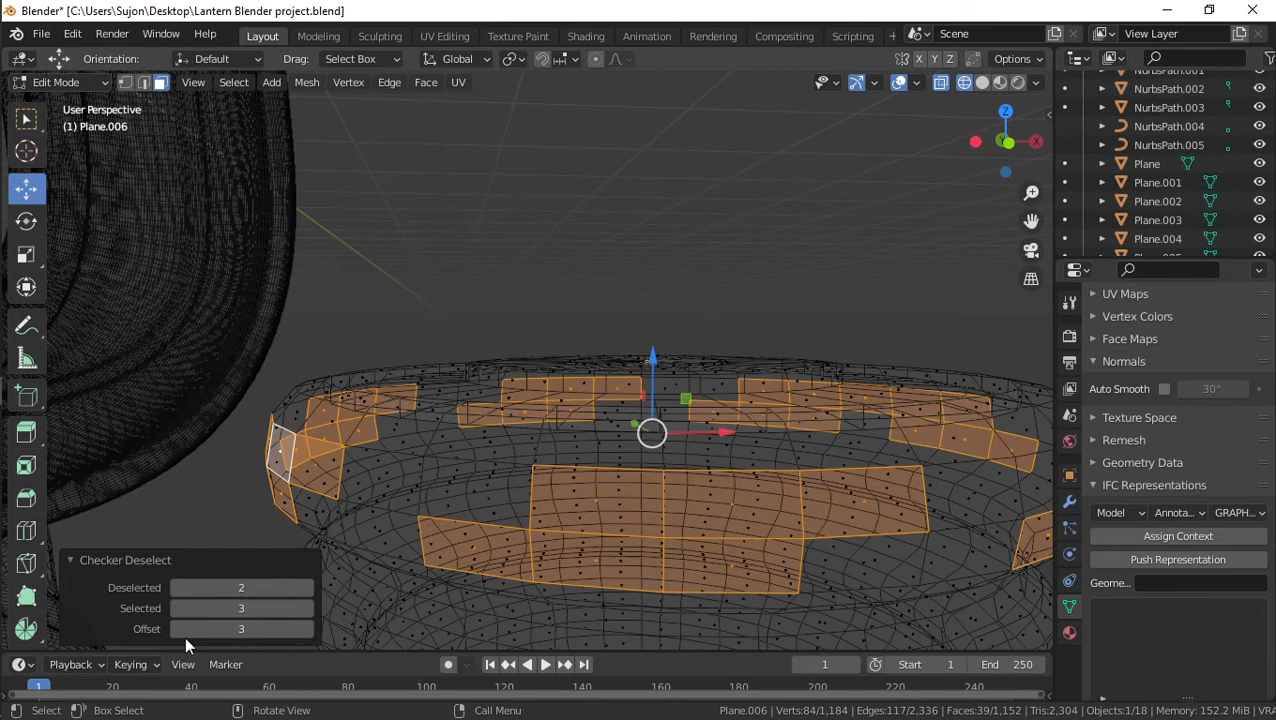 Blender* [C:\Users\Sujon\Desktop\Lantern Blender project.blend]
File Edit Render Window Help Layout Modeling Sculpting UV Editing Texture Paint Shading Animation Rendering Compositing Scripting Scene View Layer
Orientation: Default Drag: Select Box Global X Y Z Options
Edit Mode View Select Add Mesh Vertex Edge Face UV
User Perspective
(1) Plane.006
Z
Y X
NurbsPath.001
NurbsPath.002
NurbsPath.003
NurbsPath.004
NurbsPath.005
Plane
Plane.001
Plane.002
Plane.003
Plane.004
UV Maps
Vertex Colors
Face Maps
Normals
Auto Smooth 30°
Texture Space
Remesh
Geometry Data
IFC Representations
Model Annota... GRAPH...
Assign Context
Push Representation
Geome...
Checker Deselect
Deselected 2
Selected 3
Offset 3
Playback Keying View Marker 1 Start 1 End 250
1 20 40 60 80 100 120 140 160 180 200 220 240
Select Box Select Rotate View Call Menu Plane.006 | Verts:84/1,184 | Edges:117/2,336 | Faces:39/1,152 | Tris:2,304 | Objects:1/18 | Memory: 152.2 MiB | VRA